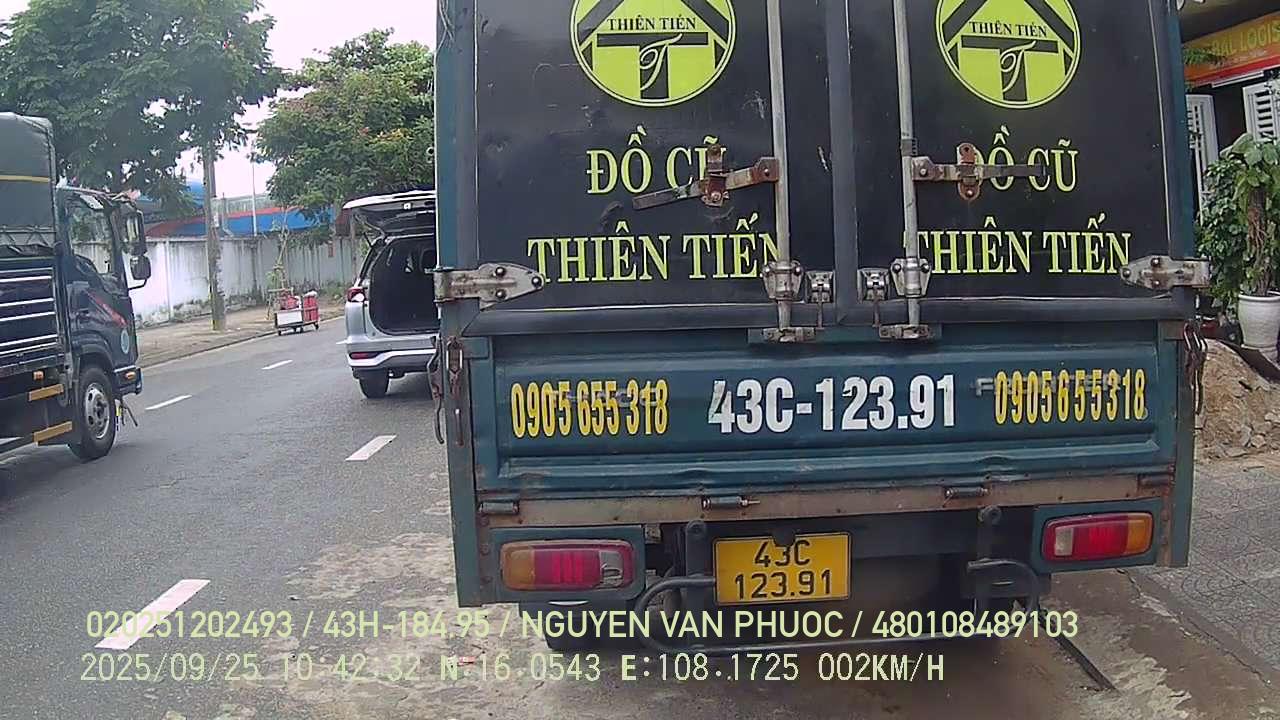 THIÊN TIẾN
T
THIÊN TIẾN
T
BAL LOGIS
ĐỒ CŨ
ĐỒ CŨ
THIÊN TIẾN
THIÊN TIẾN
0905 655 318
43C-123.91
0905655318
43C
123.91
020251202493 / 43H-184.95 / NGUYEN VAN PHUOC / 480108489103
2025/09/25 10:42:32 N:16.0543 E:108.1725 002KM/H